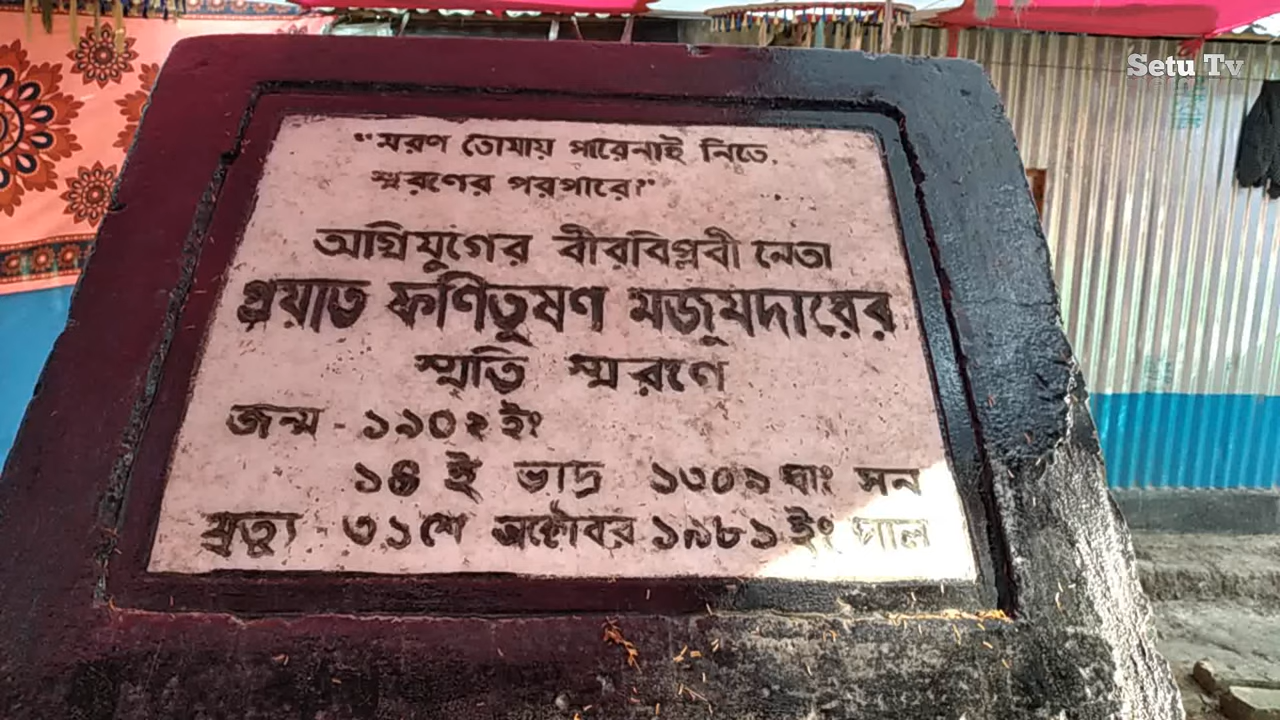 Setu Tv
"মরণ তোমায় পারেনাই নিতে,
স্মরণের পরপারে।"
অগ্নিযুগের বীরবিপ্লবী নেতা
প্রয়াত ফণিভূষণ মজুমদারের
স্মৃতি স্মরণে
জন্ম - ১৯০২ ইং
১৪ ই ভাদ্র ১৩০৯ বাং সন
মৃত্যু - ৩১শে অক্টোবর ১৯৮১ ইং সাল